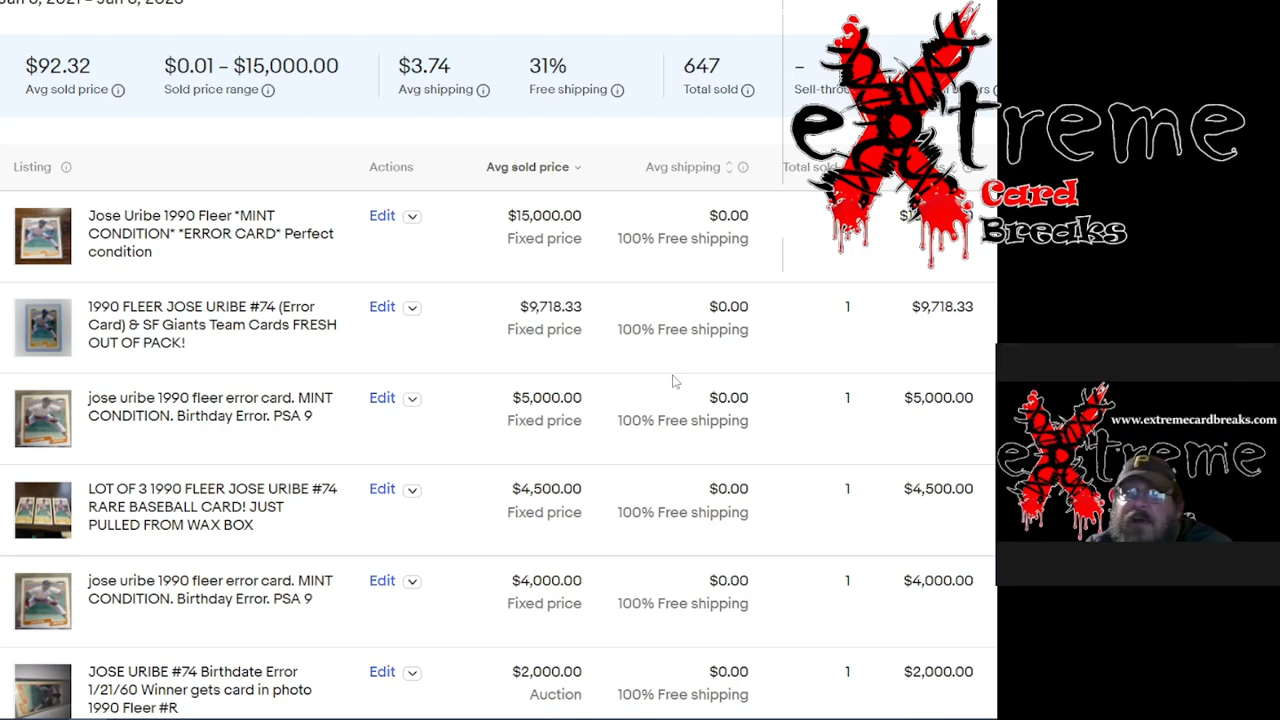 $92.32
$0.01 – $15,000.00
$3.74
31%
647
–
Avg sold price
Sold price range
Avg shipping
Free shipping
Total sold
extreme
Card
Breaks
Listing
Actions
Avg sold price
Avg shipping
Jose Uribe 1990 Fleer *MINT
CONDITION* *ERROR CARD* Perfect
condition
Edit
$15,000.00
Fixed price
$0.00
100% Free shipping
1990 FLEER JOSE URIBE #74 (Error
Card) & SF Giants Team Cards FRESH
OUT OF PACK!
Edit
$9,718.33
Fixed price
$0.00
100% Free shipping
1
$9,718.33
jose uribe 1990 fleer error card. MINT
CONDITION. Birthday Error. PSA 9
Edit
$5,000.00
Fixed price
$0.00
100% Free shipping
1
$5,000.00
www.extremecardbreaks.com
LOT OF 3 1990 FLEER JOSE URIBE #74
RARE BASEBALL CARD! JUST
PULLED FROM WAX BOX
Edit
$4,500.00
Fixed price
$0.00
100% Free shipping
1
$4,500.00
jose uribe 1990 fleer error card. MINT
CONDITION. Birthday Error. PSA 9
Edit
$4,000.00
Fixed price
$0.00
100% Free shipping
1
$4,000.00
JOSE URIBE #74 Birthdate Error
1/21/60 Winner gets card in photo
1990 Fleer #R
Edit
$2,000.00
Auction
$0.00
100% Free shipping
1
$2,000.00